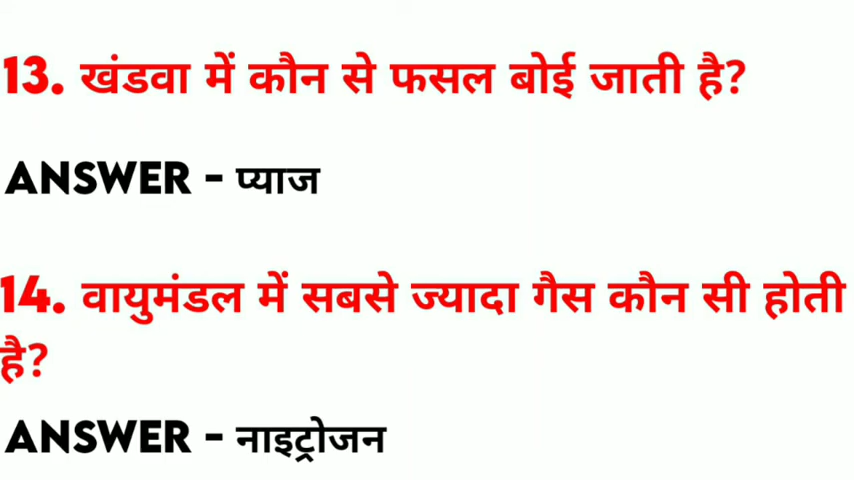 13. खंडवा में कौन से फसल बोई जाती है?
ANSWER - प्याज
14. वायुमंडल में सबसे ज्यादा गैस कौन सी होती
है?
ANSWER - नाइट्रोजन